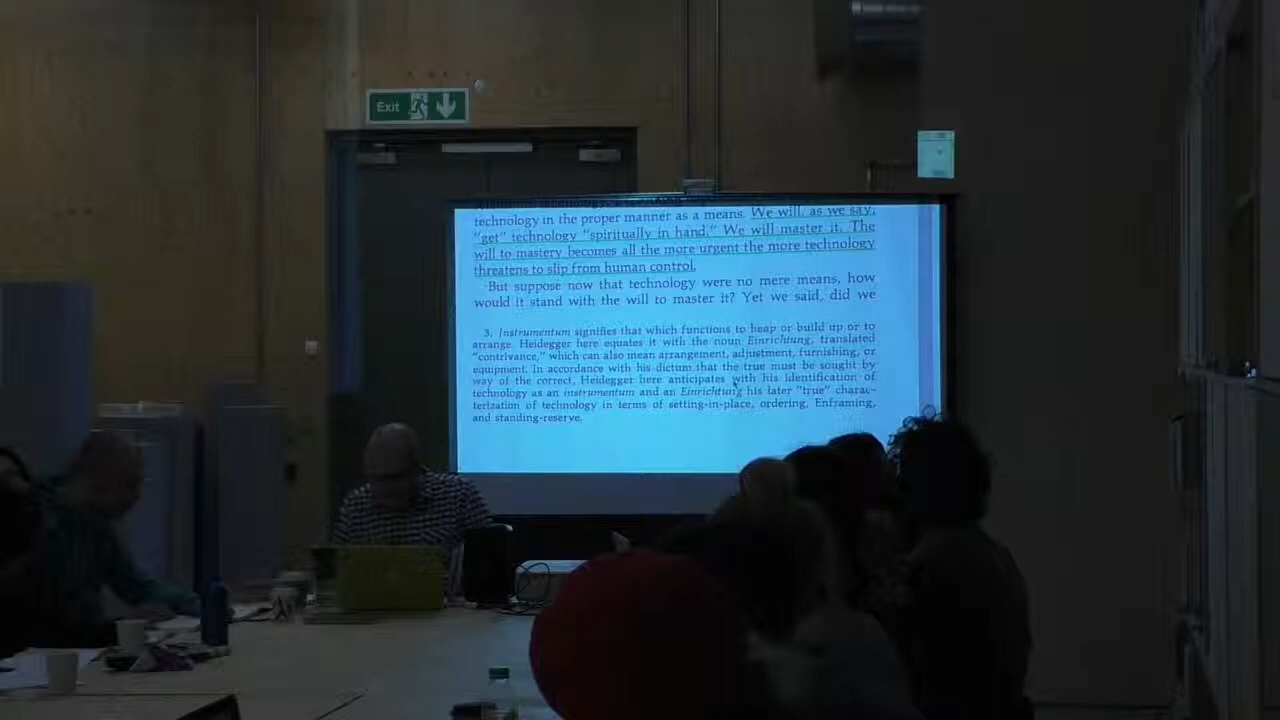 Exit
technology in the proper manner as a means. We will, as we say,
"get" technology "spiritually in hand." We will master it. The
will to mastery becomes all the more urgent the more technology
threatens to slip from human control.
But suppose now that technology were no mere means, how
would it stand with the will to master it? Yet we said, did we
3. Instrumentum signifies that which functions to heap or build up or to
arrange. Heidegger here equates it with the noun Einrichtung, translated
"contrivance," which can also mean arrangement, adjustment, furnishing, or
equipment. In accordance with his dictum that the true must be sought by
way of the correct, Heidegger here anticipates with his identification of
technology as an instrumentum and an Einrichtung his later "true" charac-
terization of technology in terms of setting-in-place, ordering, Enframing,
and standing-reserve.